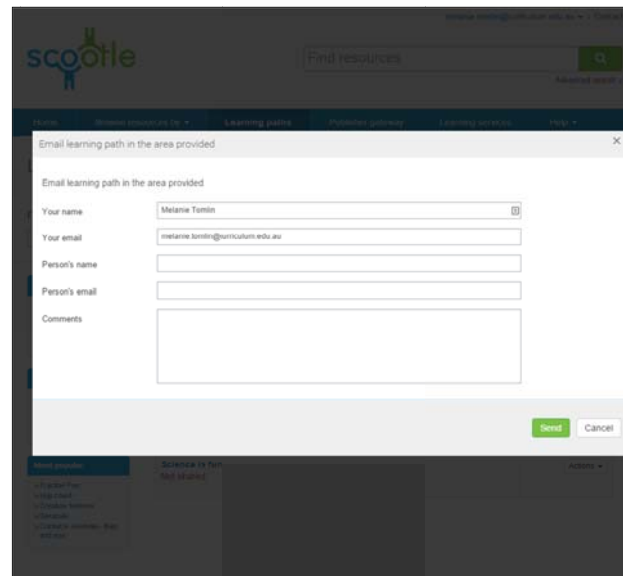 scootle
Find resources
Advanced search
Home Browse resources by Learning paths Publisher gateway Learning services Help
Email learning path in the area provided
Email learning path in the area provided
Your name Melanie Tomlin
Your email melanie.tomlin@curriculum.edu.au
Person's name
Person's email
Comments
Send Cancel
Most popular
Science is fun
Not shared
Actions